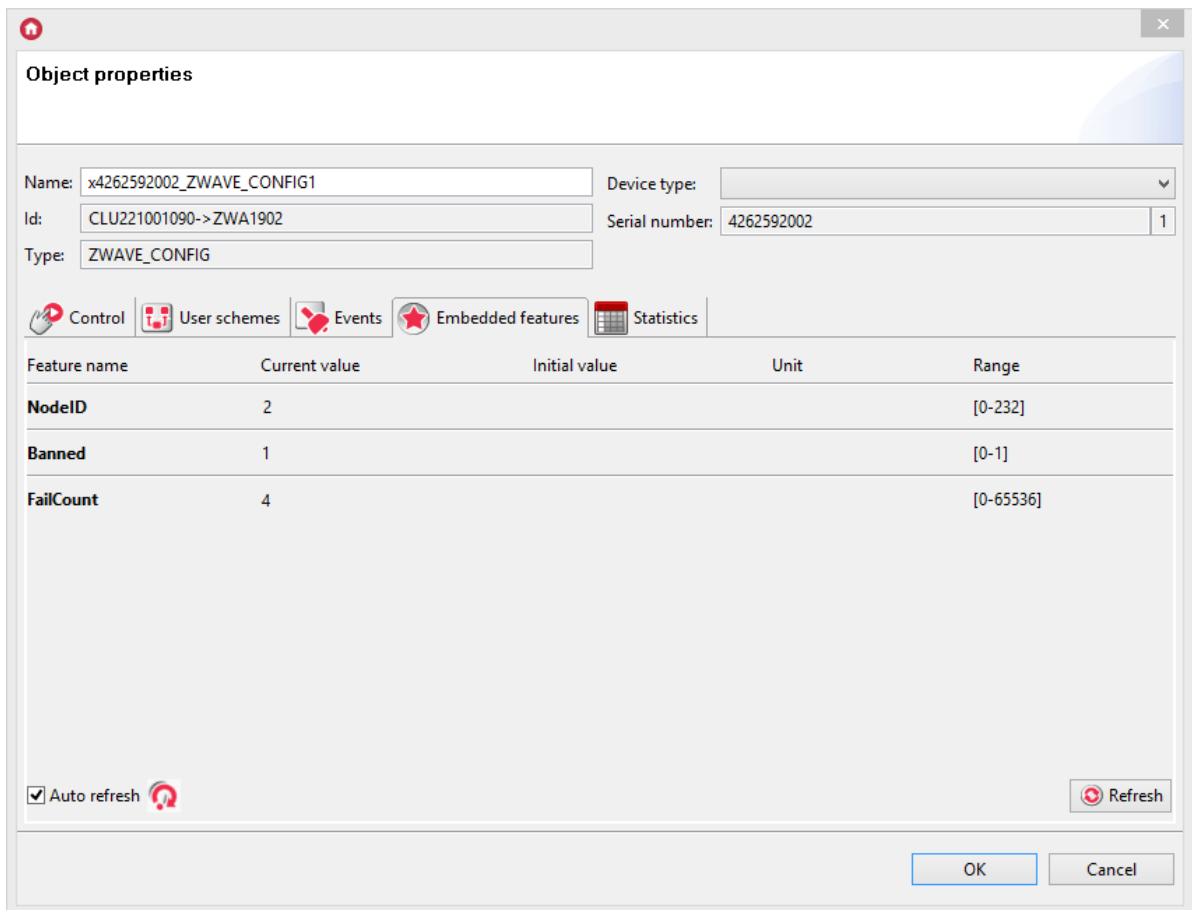 Object properties
Name: x4262592002_ZWAVE_CONFIG1 Device type:
Id: CLU221001090->ZWA1902 Serial number: 4262592002 1
Type: ZWAVE_CONFIG
Control User schemes Events Embedded features Statistics
Feature name Current value Initial value Unit Range
NodeID 2 [0-232]
Banned 1 [0-1]
FailCount 4 [0-65536]
Auto refresh Refresh
OK Cancel